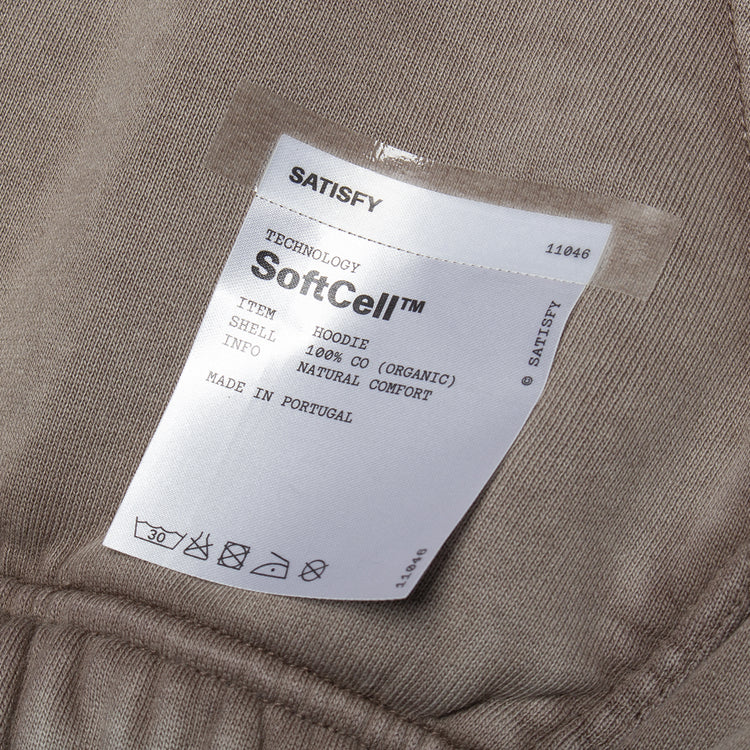 SATISFY
11046
TECHNOLOGY
SoftCell™
ITEM HOODIE
SHELL 100% CO (ORGANIC)
INFO NATURAL COMFORT
MADE IN PORTUGAL
© SATISFY
30
11046